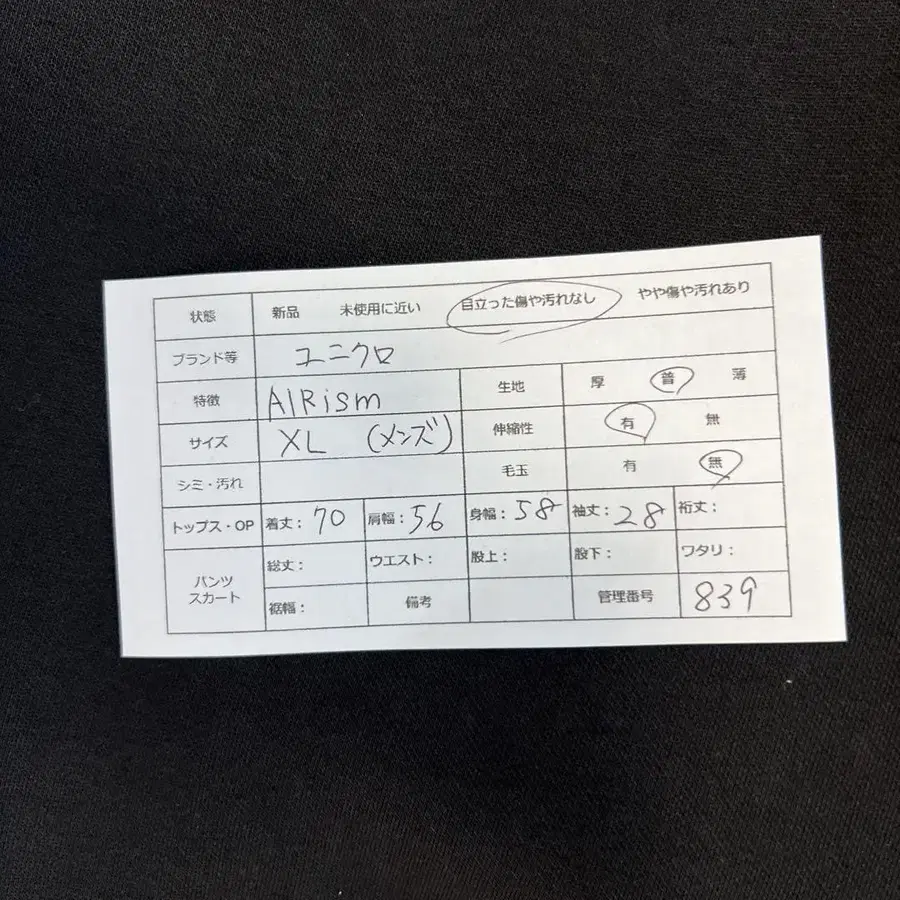 状態 新品 未使用に近い 目立った傷や汚れなし やや傷や汚れあり
ブランド等 ユニクロ
特徴 AIRism 生地 厚 普 薄
サイズ XL (メンズ) 伸縮性 有 無
シミ・汚れ 毛玉 有 無
トップス・OP 着丈：70 肩幅：56 身幅：58 袖丈：28 裄丈：
パンツ スカート 総丈： ウエスト： 股上： 股下： ワタリ：
裾幅： 備考 管理番号 839